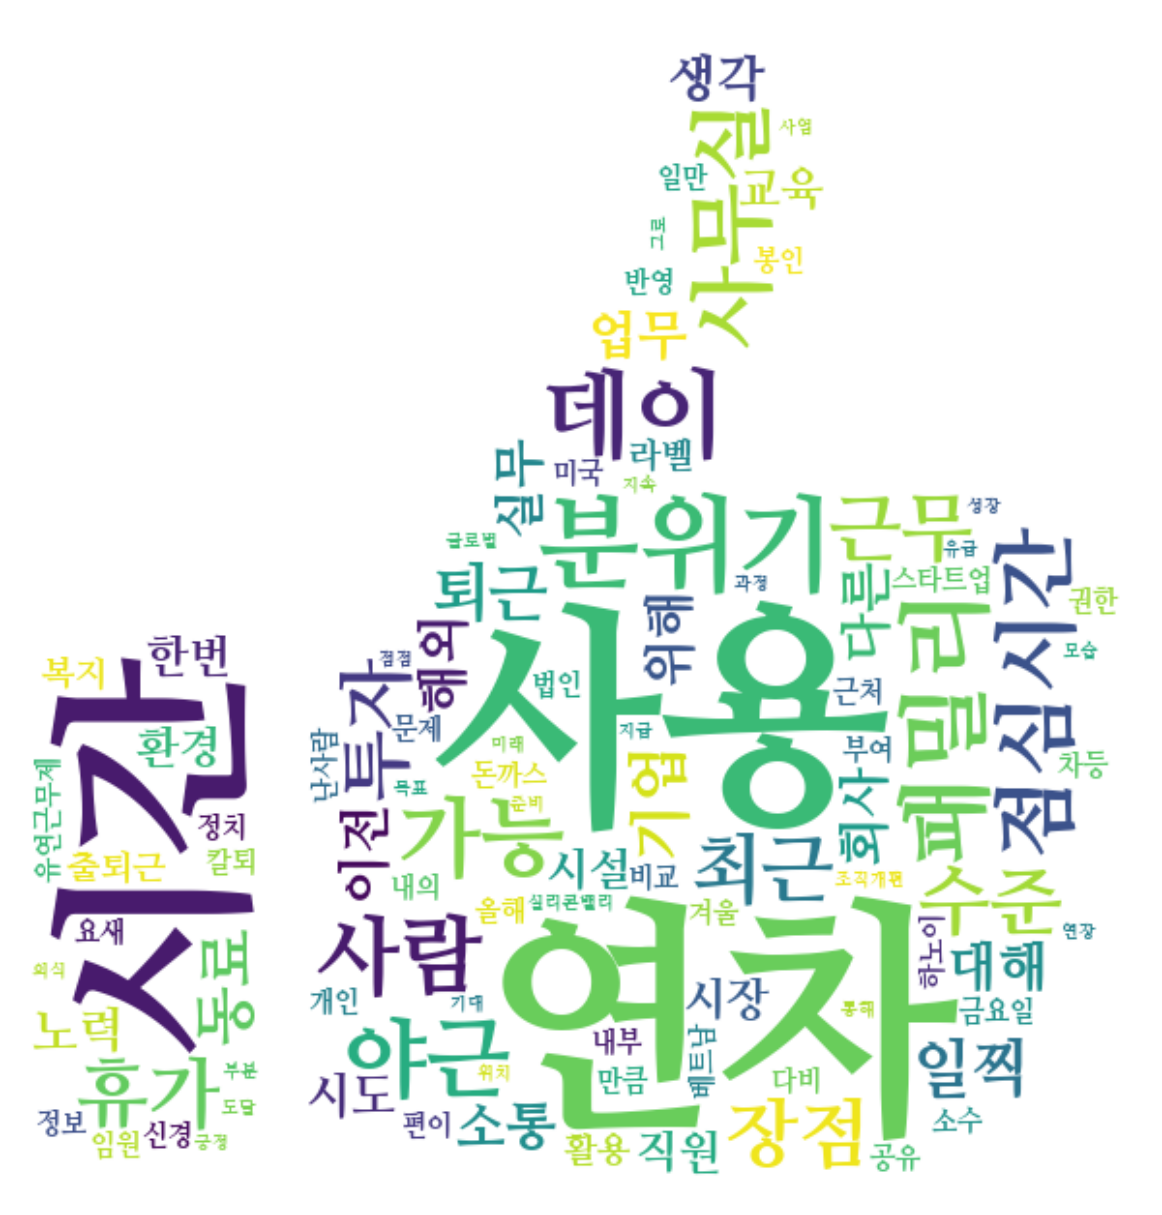 생각
사무실
사업
일만
교육
그로
봉인
반영
업무
데이
라벨
미국
지속
실무
분위기
근무
성장
글로벌
유급
퇴근
과정
다른
스타트업
권한
점심시간
패밀리
위해
해외
사용
한번
복지
시간
환경
유연근무제
정치
출퇴근
칼퇴
요새
외식
동료
노력
휴가
부분
도달
정보
임원
신경
긍정
점점
투자
법인
근처
모습
문제
지급
난사람
미래
부여
차등
목표
돈까스
준비
기업
회사
이전
가능
최근
시설
비교
조직개편
수준
내의
올해
실리콘밸리
겨울
사람
연차
하노이
연장
대해
개인
기대
시장
통해
금요일
야근
내부
베트남
일찍
위치
만큼
다비
시도
편이
소통
장점
소수
활용
직원
공유